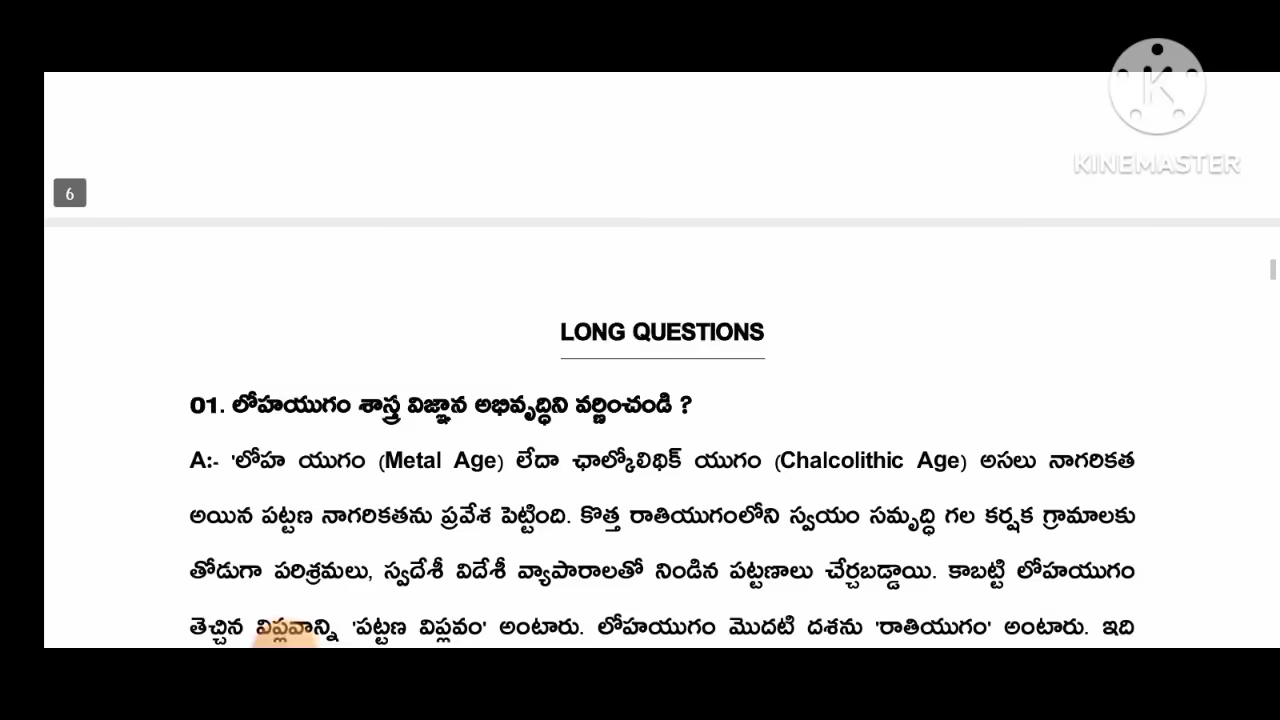 KINEMASTER
6
LONG QUESTIONS
01. లోహయుగం శాస్త్ర విజ్ఞాన అభివృద్ధిని వర్ణించండి ?
A:- 'లోహ యుగం (Metal Age) లేదా ఛాల్కోలిథిక్ యుగం (Chalcolithic Age) అసలు నాగరికత
అయిన పట్టణ నాగరికతను ప్రవేశ పెట్టింది. కొత్త రాతియుగంలోని స్వయం సమృద్ధి గల కర్షక గ్రామాలకు
తోడుగా పరిశ్రమలు, స్వదేశీ విదేశీ వ్యాపారాలతో నిండిన పట్టణాలు చేర్చబడ్డాయి. కాబట్టి లోహయుగం
తెచ్చిన విప్లవాన్ని 'పట్టణ విప్లవం' అంటారు. లోహయుగం మొదటి దశను 'రాతియుగం' అంటారు. ఇది